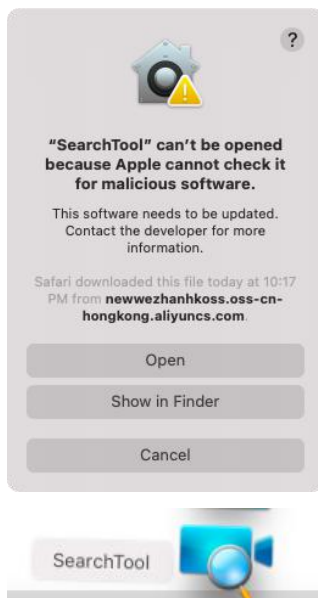 ?
“SearchTool” can’t be opened
because Apple cannot check it
for malicious software.
This software needs to be updated.
Contact the developer for more
information.
Safari downloaded this file today at 10:17
PM from newwezhanhkoss.oss-cn-
hongkong.aliyuncs.com.
Open
Show in Finder
Cancel
SearchTool